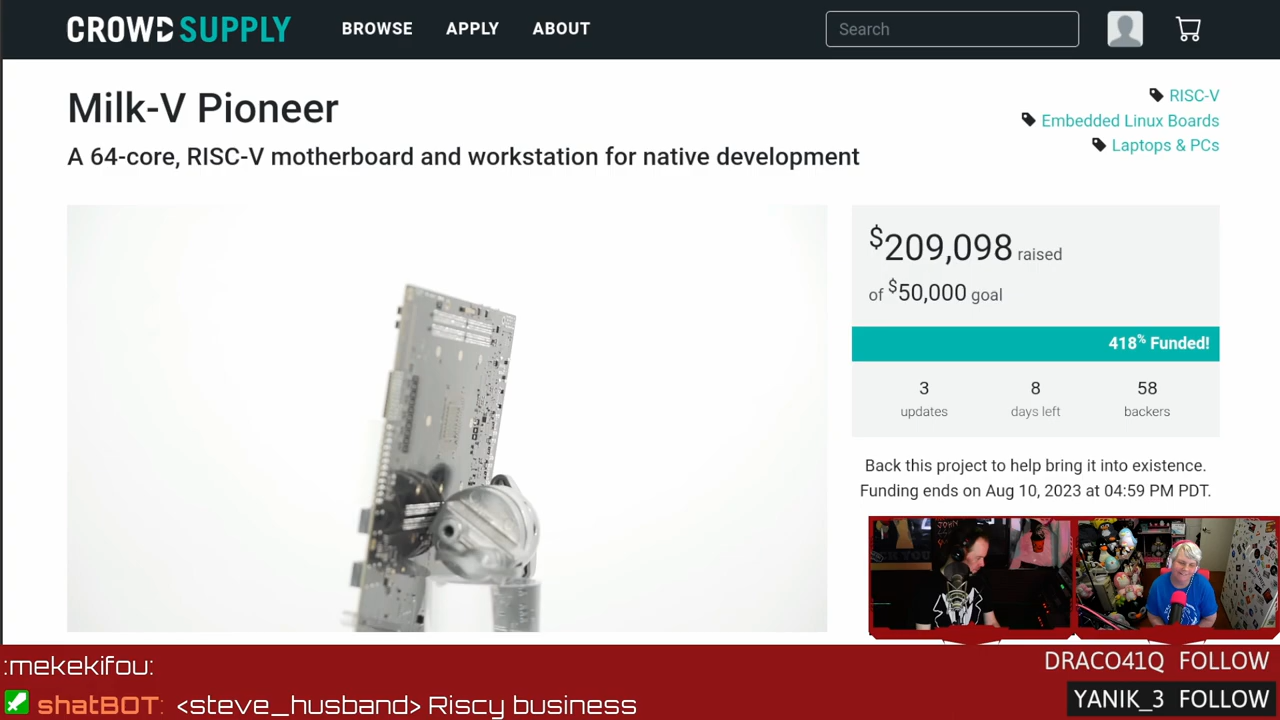 CROWD SUPPLY
BROWSE
APPLY
ABOUT
Search
Milk-V Pioneer
A 64-core, RISC-V motherboard and workstation for native development
RISC-V
Embedded Linux Boards
Laptops & PCs
$209,098 raised
of $50,000 goal
418% Funded!
3
updates
8
days left
58
backers
Back this project to help bring it into existence.
Funding ends on Aug 10, 2023 at 04:59 PM PDT.
:mekekifou:
shatBOT: <steve_husband> Riscy business
DRACO41Q FOLLOW
YANIK_3 FOLLOW